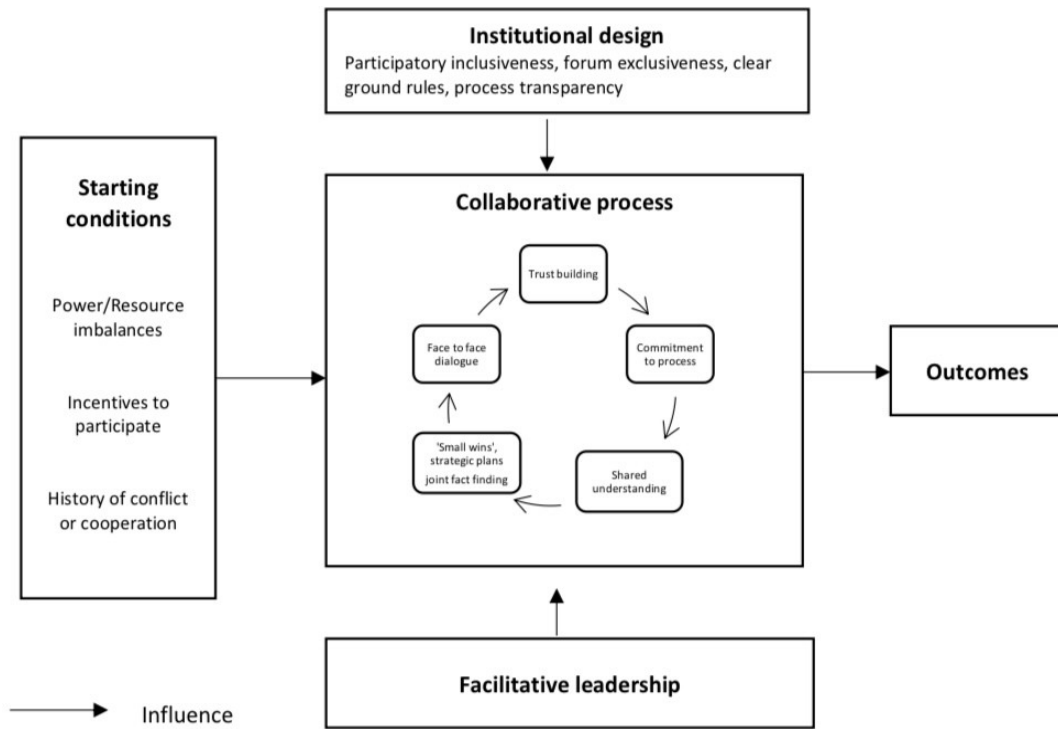 Institutional design
Participatory inclusiveness, forum exclusiveness, clear
ground rules, process transparency
Starting
conditions
Power/Resource
imbalances
Incentives to
participate
History of conflict
or cooperation
Collaborative process
Trust building
Face to face
dialogue
Commitment
to process
'Small wins',
strategic plans
joint fact finding
Shared
understanding
Outcomes
Facilitative leadership
Influence